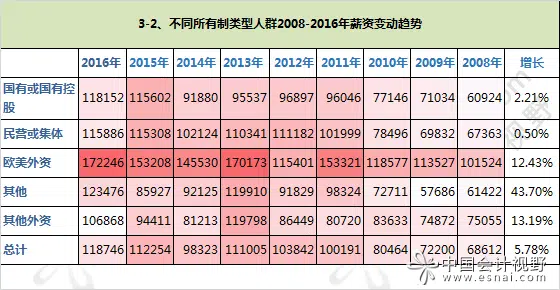 3-2、不同所有制类型人群2008-2016年薪资变动趋势
2016年 2015年 2014年 2013年 2012年 2011年 2010年 2009年 2008年 增长
国有或国有控股 118152 115602 91880 95537 96897 96046 77146 71034 60924 2.21%
民营或集体 115886 115308 102124 110341 111182 101999 78496 69832 67363 0.50%
欧美外资 172246 153208 145530 170173 115401 153321 118577 113527 101524 12.43%
其他 123476 85927 92125 119910 91829 98324 72711 57686 61422 43.70%
其他外资 106868 94411 81213 119798 86449 80720 83633 74872 75055 13.19%
总计 118746 112254 98323 111005 103842 100191 80464 72200 68612 5.78%
中国会计视野
www.esnai.com